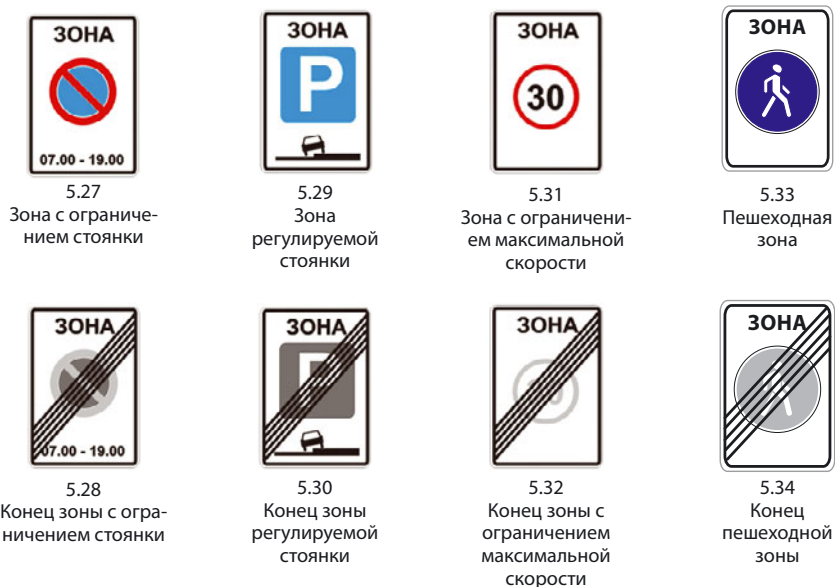 ЗОНА
07.00 - 19.00
5.27
Зона с ограниче-
нием стоянки
ЗОНА
P
5.29
Зона
регулируемой
стоянки
ЗОНА
30
5.31
Зона с ограничени-
ем максимальной
скорости
ЗОНА
5.33
Пешеходная
зона
ЗОНА
07.00 - 19.00
5.28
Конец зоны с огра-
ничением стоянки
ЗОНА
P
5.30
Конец зоны
регулируемой
стоянки
ЗОНА
30
5.32
Конец зоны с
ограничением
максимальной
скорости
ЗОНА
5.34
Конец
пешеходной
зоны